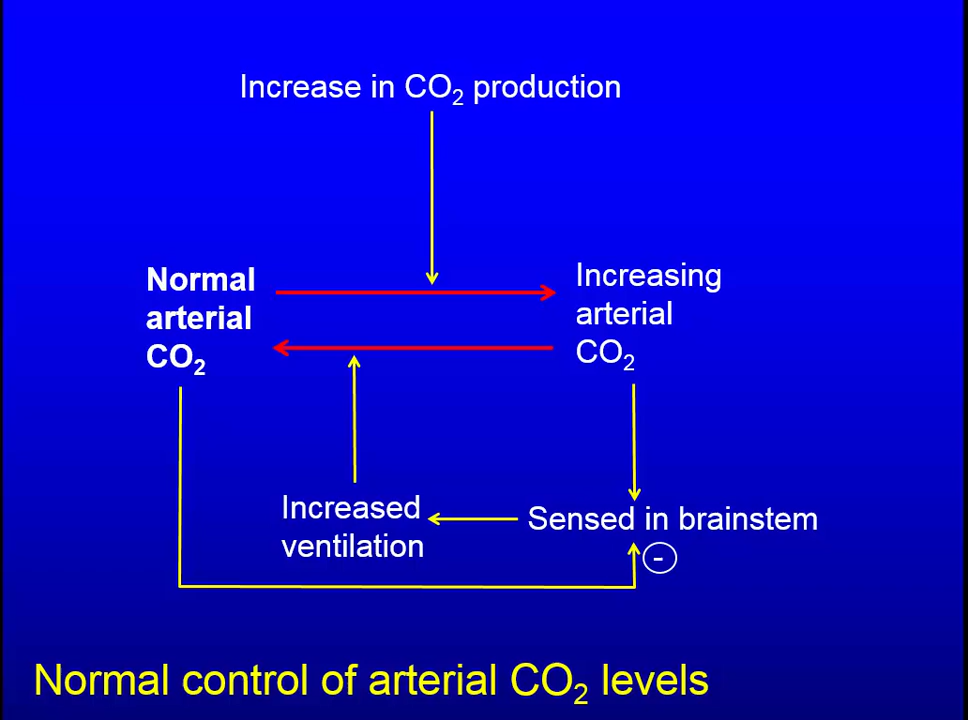 Increase in CO₂ production
Normal
arterial
CO₂
Increasing
arterial
CO₂
Increased
ventilation
Sensed in brainstem
-
Normal control of arterial CO₂ levels